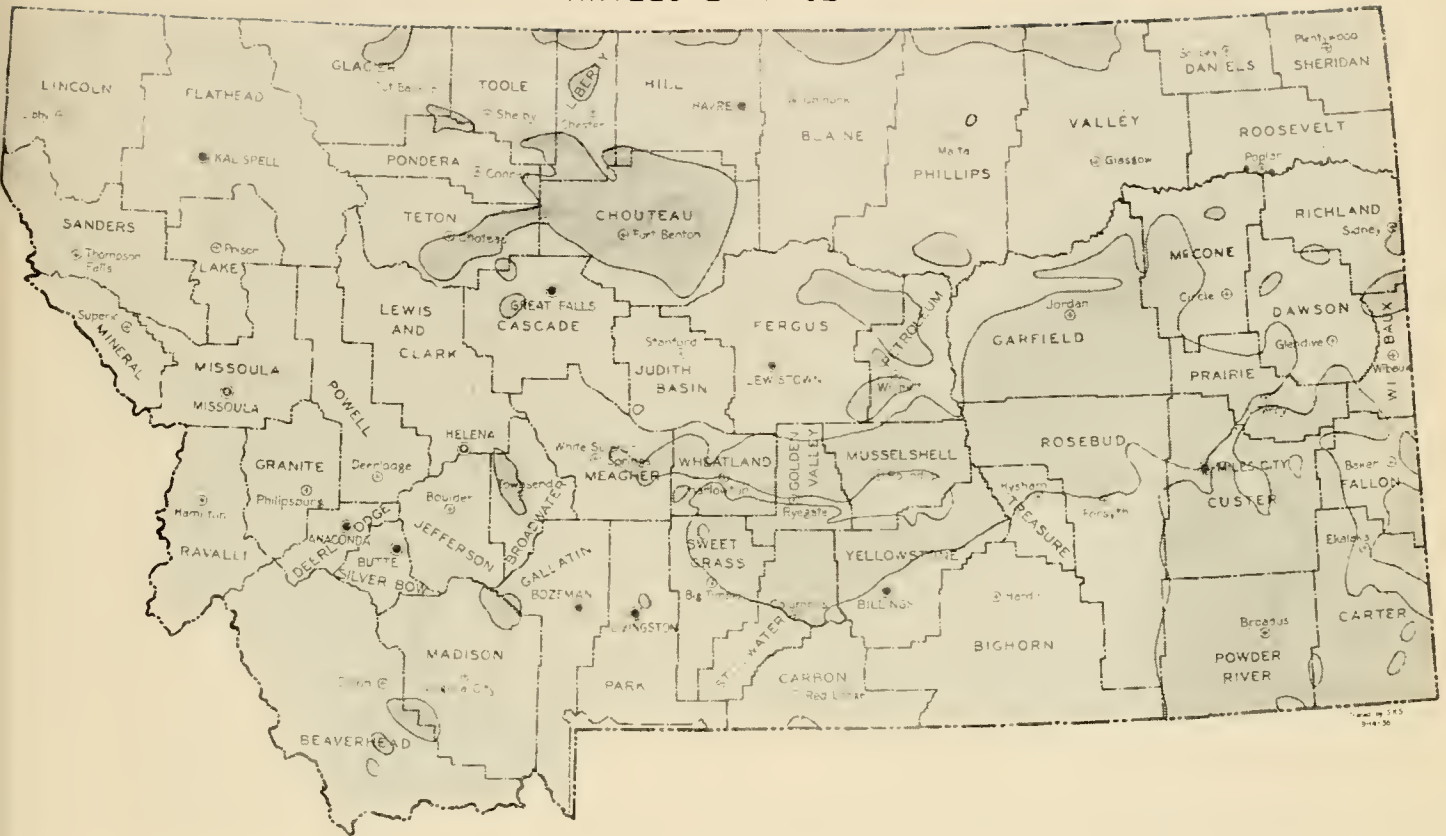 LINCOLN
FLATHEAD
KALISPELL
GLACIER
TOOLE
Shelby
LIBERTY
Chester
HILL
HAVRE
BLAINE
PHILLIPS
Malta
VALLEY
Glasgow
DANIELS
Plentywood
SHERIDAN
ROOSEVELT
Poplar
SANDERS
Thompson
Falls
LAKE
PONDERA
TETON
Choteau
CHOUTEAU
Fort Benton
McCONE
Circle
RICHLAND
Sidney
DAWSON
Glendive
WIBAUX
Superior
MINERAL
MISSOULA
MISSOULA
POWELL
LEWIS
AND
CLARK
GREAT FALLS
CASCADE
Stanford
JUDITH
BASIN
FERGUS
LEWISTOWN
PETROLEUM
Jordan
GARFIELD
PRAIRIE
HELENA
GRANITE
Philipsburg
Deerlodge
Hamilton
RAVALLI
DEERLODGE
ANACONDA
BUTTE
SILVER BOW
Boulder
JEFFERSON
Townsend
BROADWATER
White Sulphur
Springs
MEAGHER
WHEATLAND
Harlowton
GOLDEN
VALLEY
Ryegate
MUSSELSHELL
ROSEBUD
Forsyth
Hysham
TREASURE
MILES CITY
CUSTER
Baker
FALLON
Ekalaka
CARTER
GALLATIN
BOZEMAN
LIVINGSTON
PARK
SWEET
GRASS
Big Timber
STILLWATER
Columbus
YELLOWSTONE
BILLINGS
Hardin
BIGHORN
CARBON
Red Lodge
Broadus
POWDER
RIVER
MADISON
BEAVERHEAD